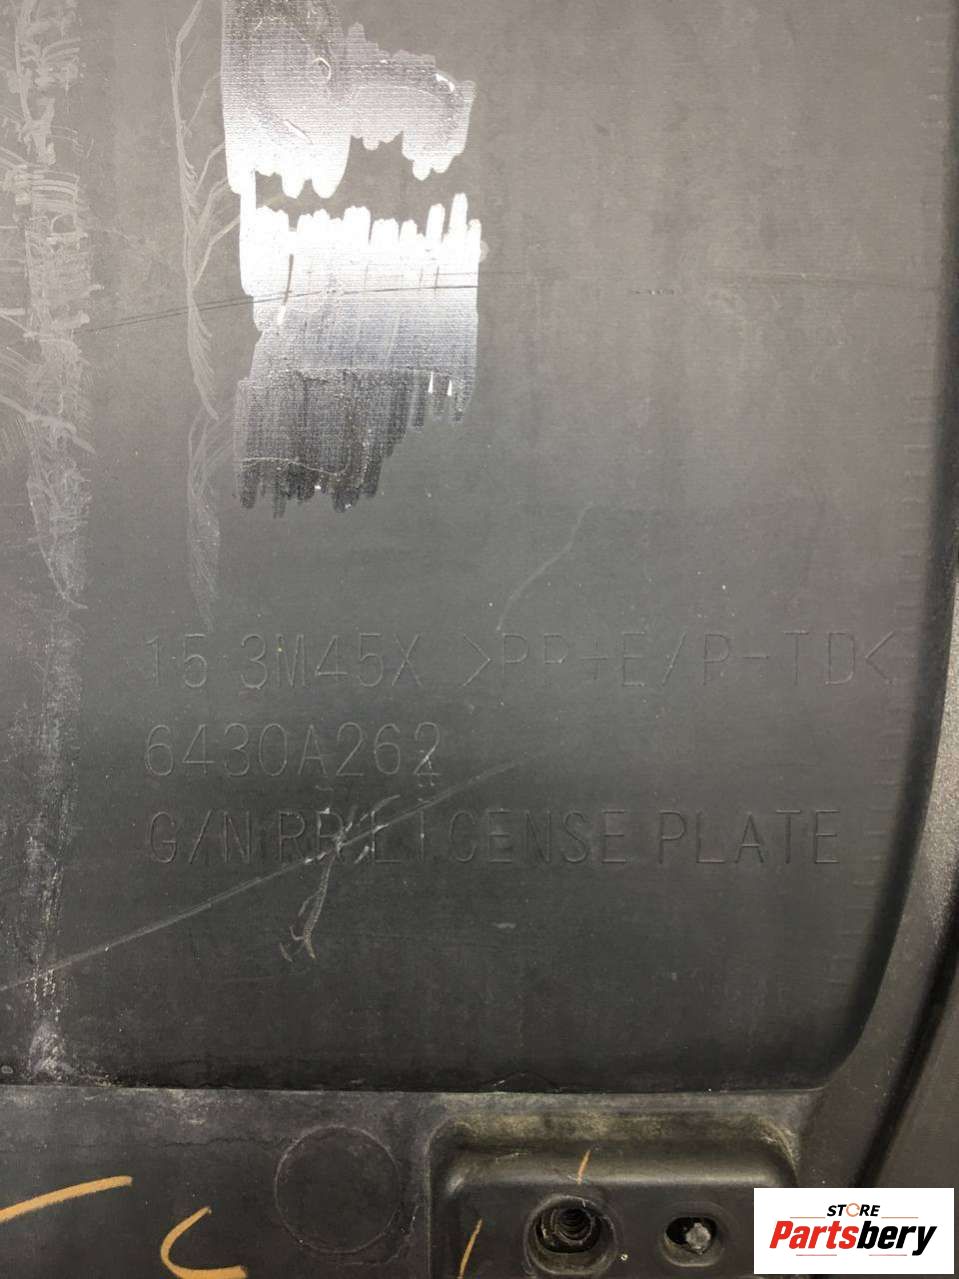 15 3M45X >PP+E/P-TD<
6430A262
G/N RR LICENSE PLATE
STORE
Partsbery